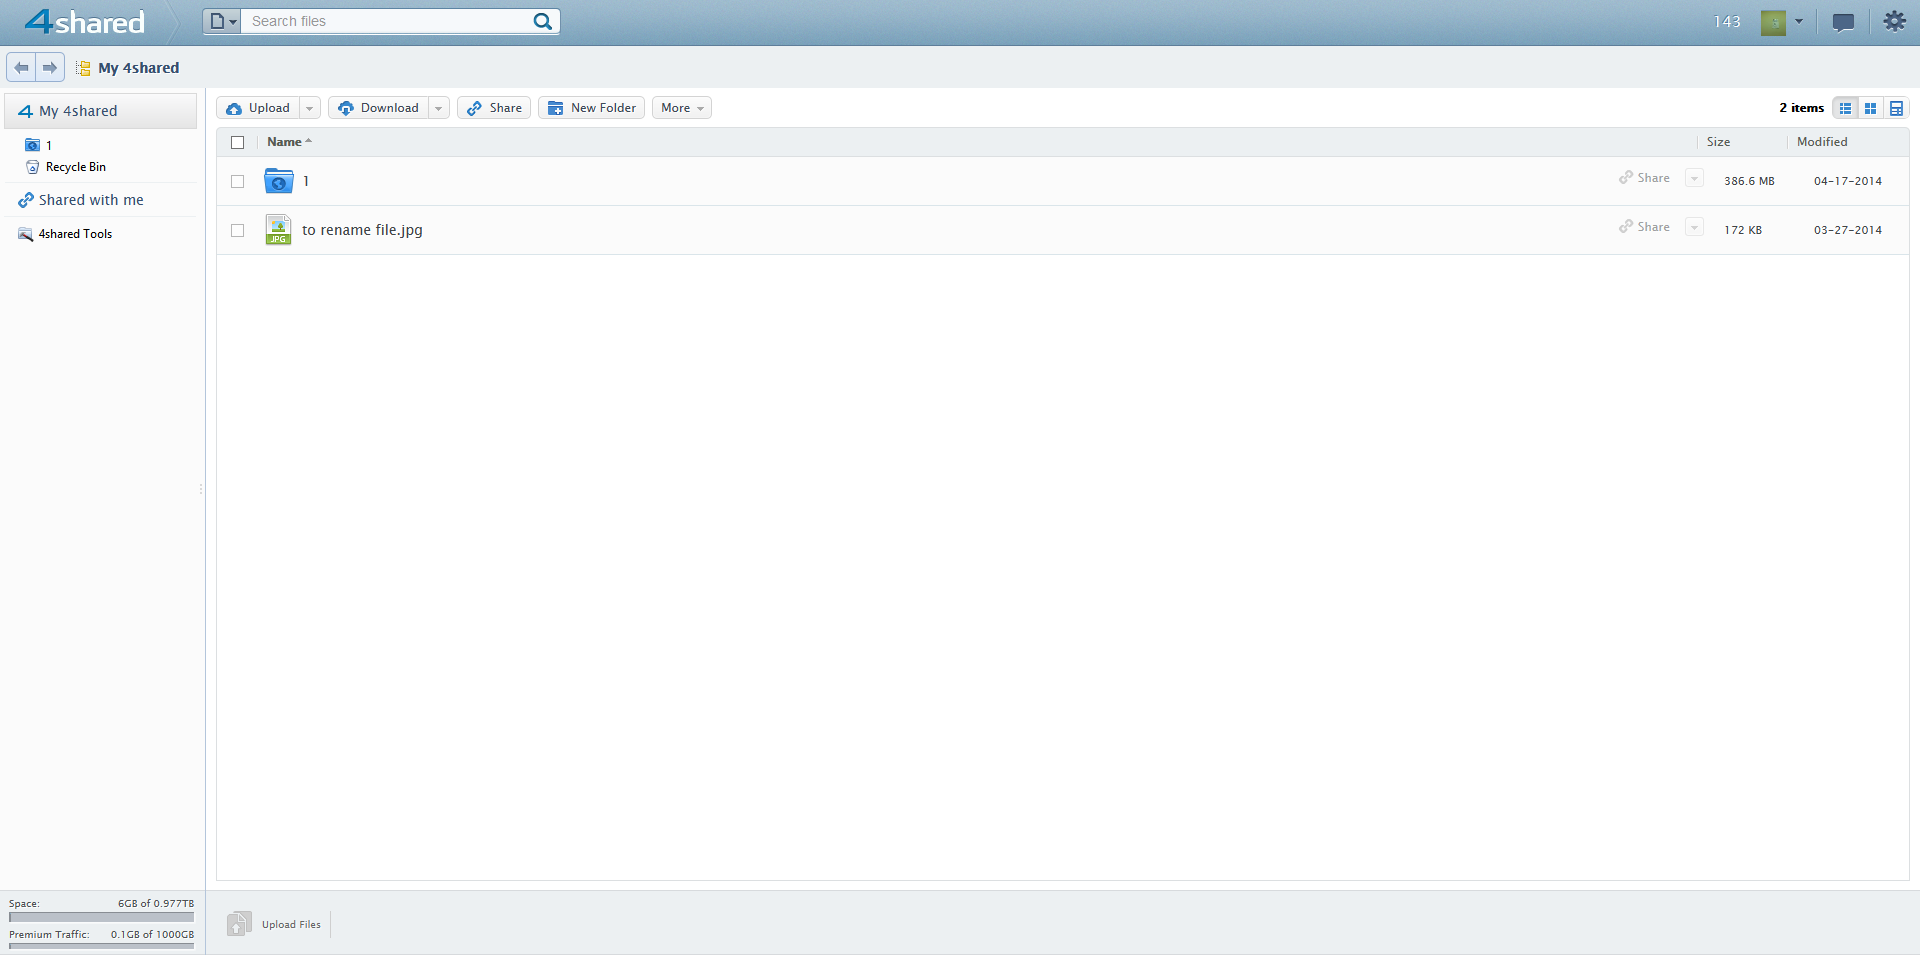 4shared
Search files
143
My 4shared
My 4shared
1
Recycle Bin
Shared with me
4shared Tools
Upload Download Share New Folder More
2 items
Name Size Modified
1 Share 386.6 MB 04-17-2014
JPG to rename file.jpg Share 172 KB 03-27-2014
Space: 6GB of 0.977TB
Premium Traffic: 0.1GB of 1000GB
Upload Files